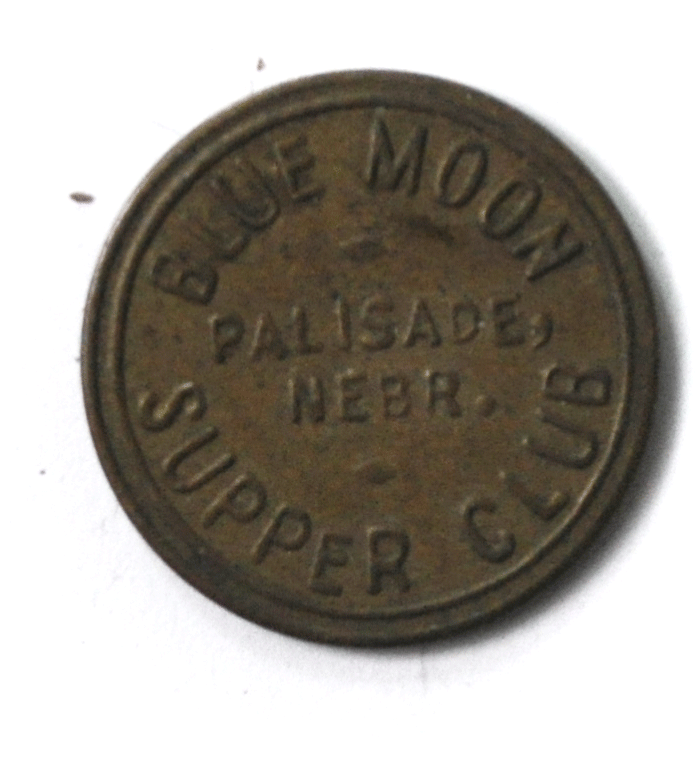 BLUE MOON
PALISADE,
NEBR.
SUPPER CLUB